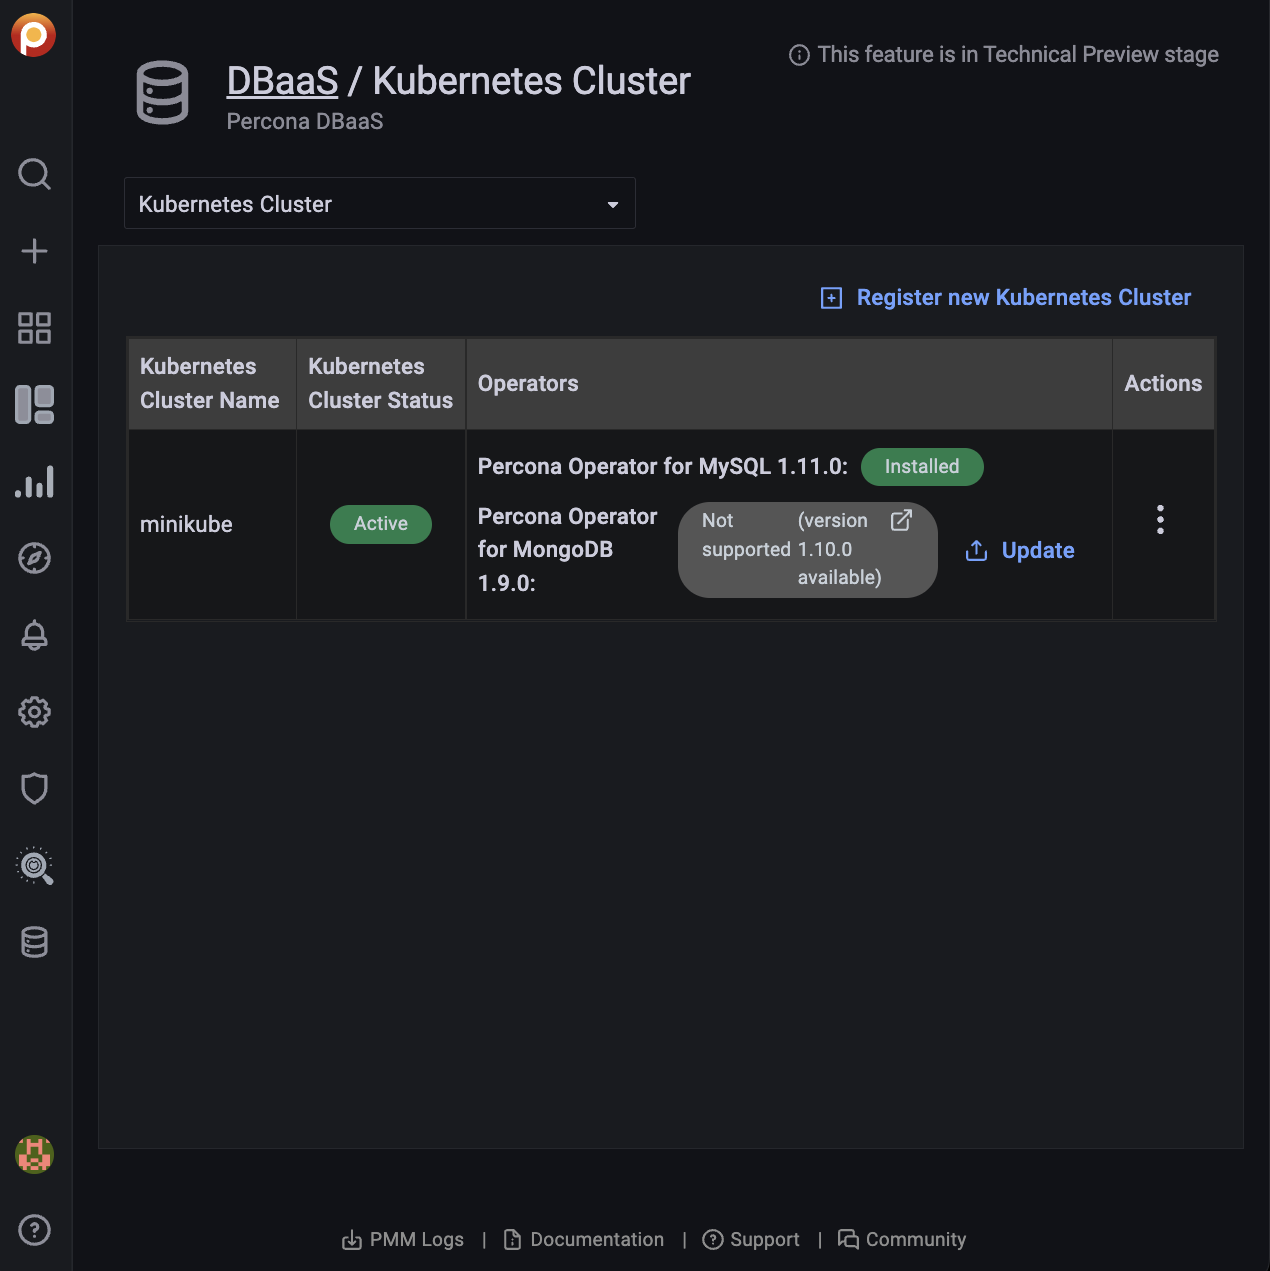 This feature is in Technical Preview stage
DBaaS / Kubernetes Cluster
Percona DBaaS
Kubernetes Cluster
Register new Kubernetes Cluster
Kubernetes
Cluster Name
Kubernetes
Cluster Status
Operators
Actions
minikube
Active
Percona Operator for MySQL 1.11.0:
Installed
Percona Operator
for MongoDB
1.9.0:
Not
supported
(version
1.10.0
available)
Update
PMM Logs | Documentation | Support | Community